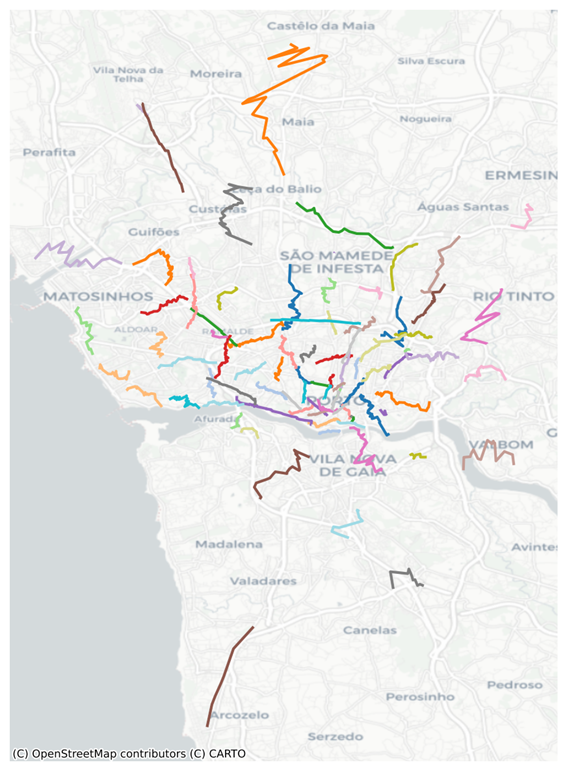 Castêlo da Maia
Silva Escura
Vila Nova da
Telha
Moreira
Maia
Nogueira
Perafita
ERMESIN
Leça do Balio
Custóias
Águas Santas
Guifões
SÃO MAMEDE
DE INFESTA
MATOSINHOS
RIO TINTO
ALDOAR
RAMALDE
PORTO
Afurada
VALBOM
G
VILA NOVA
DE GAIA
Madalena
Avintes
Valadares
Canelas
Pedroso
Perosinho
Arcozelo
Serzedo
(C) OpenStreetMap contributors (C) CARTO